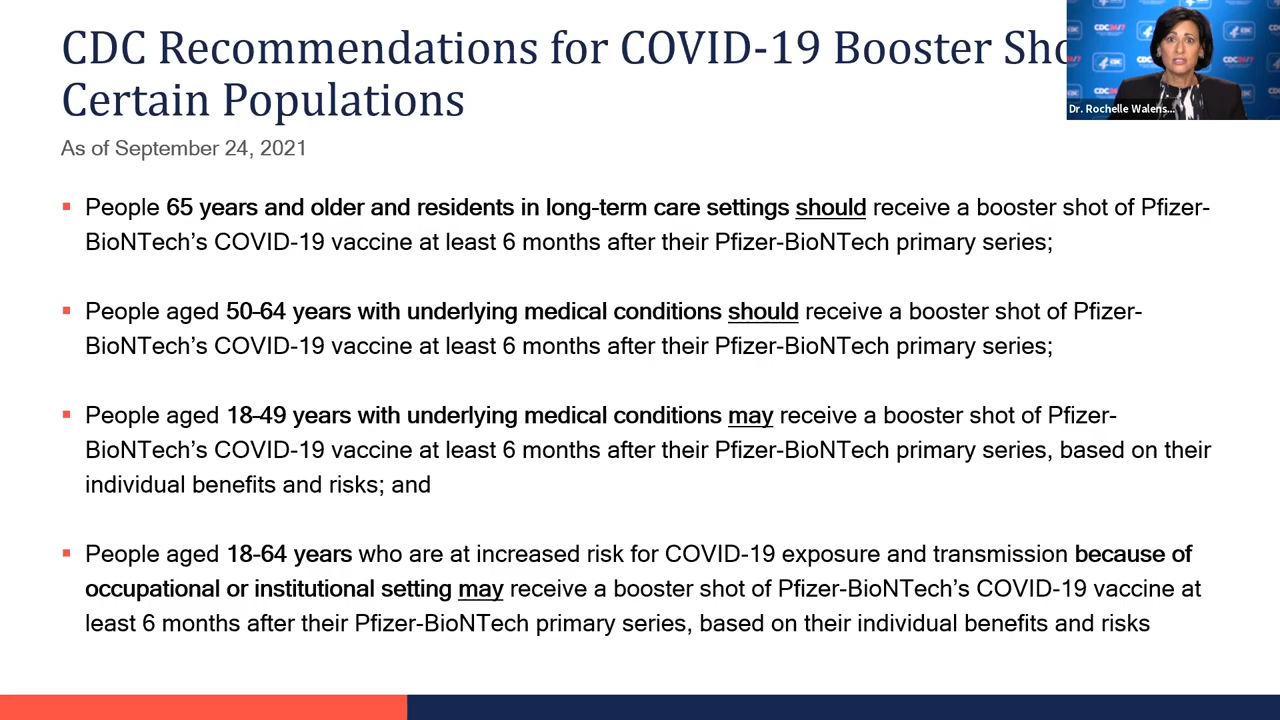 CDC Recommendations for COVID-19 Booster Sho
Certain Populations
Dr. Rochelle Walens...
As of September 24, 2021
▪ People 65 years and older and residents in long-term care settings should receive a booster shot of Pfizer-
BioNTech’s COVID-19 vaccine at least 6 months after their Pfizer-BioNTech primary series;
▪ People aged 50-64 years with underlying medical conditions should receive a booster shot of Pfizer-
BioNTech’s COVID-19 vaccine at least 6 months after their Pfizer-BioNTech primary series;
▪ People aged 18-49 years with underlying medical conditions may receive a booster shot of Pfizer-
BioNTech’s COVID-19 vaccine at least 6 months after their Pfizer-BioNTech primary series, based on their
individual benefits and risks; and
▪ People aged 18-64 years who are at increased risk for COVID-19 exposure and transmission because of
occupational or institutional setting may receive a booster shot of Pfizer-BioNTech’s COVID-19 vaccine at
least 6 months after their Pfizer-BioNTech primary series, based on their individual benefits and risks